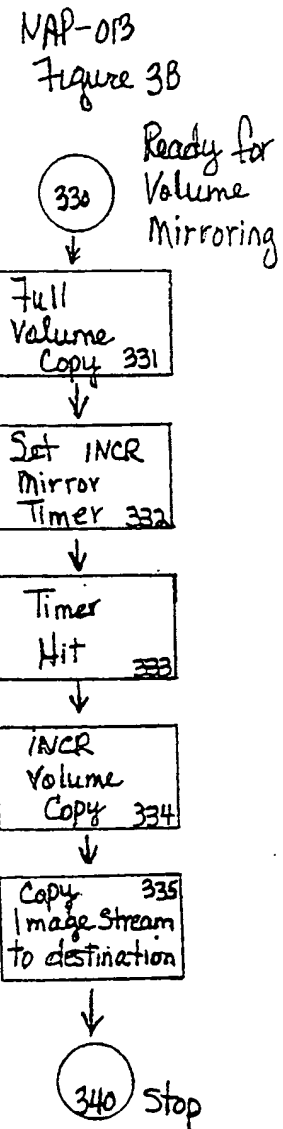 NAP-013
Figure 3B
Ready for
Volume
Mirroring
330
Full
Volume
Copy 331
Set INCR
Mirror
Timer 332
Timer
Hit 333
INCR
Volume
Copy 334
Copy 335
Image Stream
to destination
340 Stop